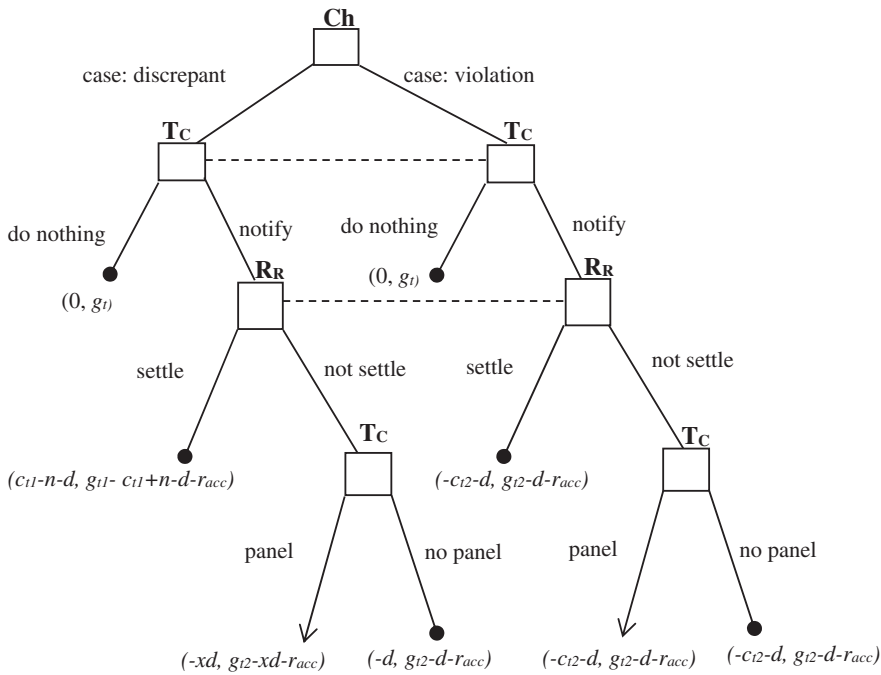 Ch
case: discrepant case: violation
TC TC
do nothing notify do nothing notify
(0, gt) (0, gt)
RR RR
settle not settle settle not settle
TC TC
(ct1-n-d, gt1- ct1+n-d-racc) (-ct2-d, gt2-d-racc)
panel no panel panel no panel
(-xd, gt2-xd-racc) (-d, gt2-d-racc) (-ct2-d, gt2-d-racc) (-ct2-d, gt2-d-racc)